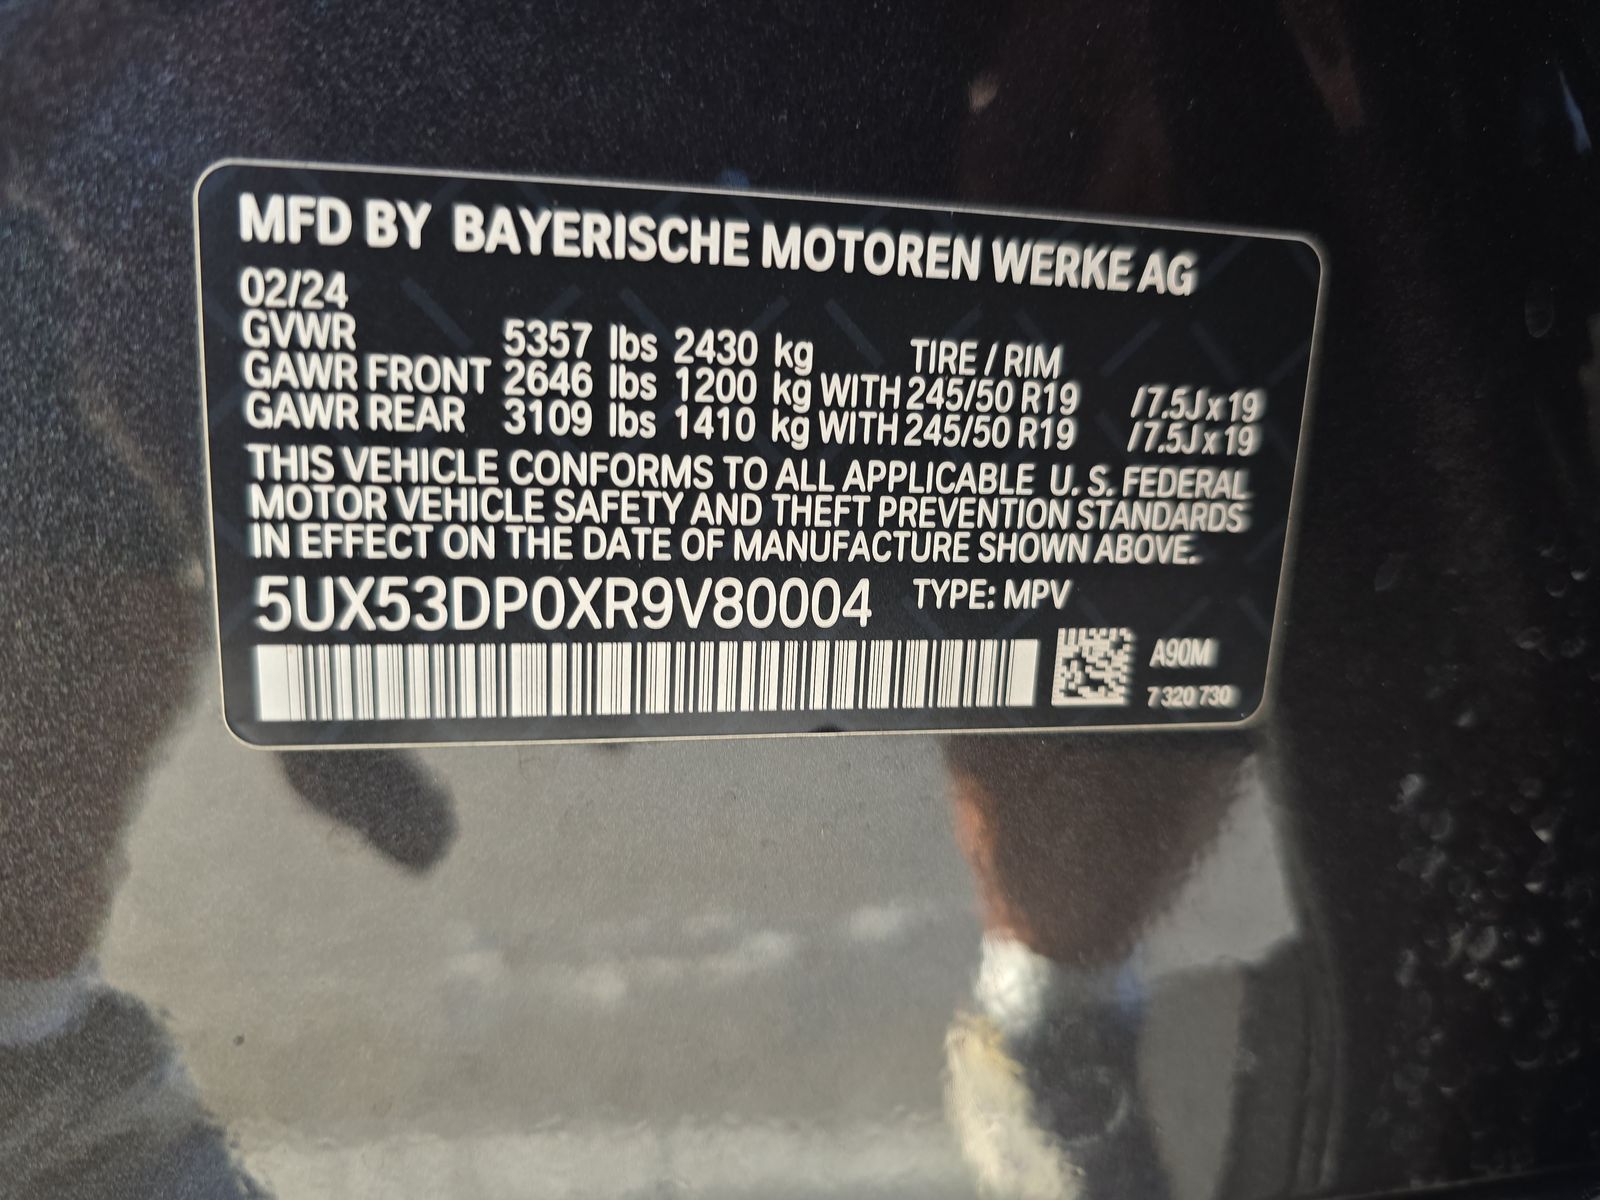 MFD BY BAYERISCHE MOTOREN WERKE AG
02/24
GVWR 5357 lbs 2430 kg TIRE / RIM
GAWR FRONT 2646 lbs 1200 kg WITH 245/50 R19 /7.5J x 19
GAWR REAR 3109 lbs 1410 kg WITH 245/50 R19 /7.5J x 19
THIS VEHICLE CONFORMS TO ALL APPLICABLE U. S. FEDERAL
MOTOR VEHICLE SAFETY AND THEFT PREVENTION STANDARDS
IN EFFECT ON THE DATE OF MANUFACTURE SHOWN ABOVE.
5UX53DP0XR9V80004 TYPE: MPV
A90M
7 320 730